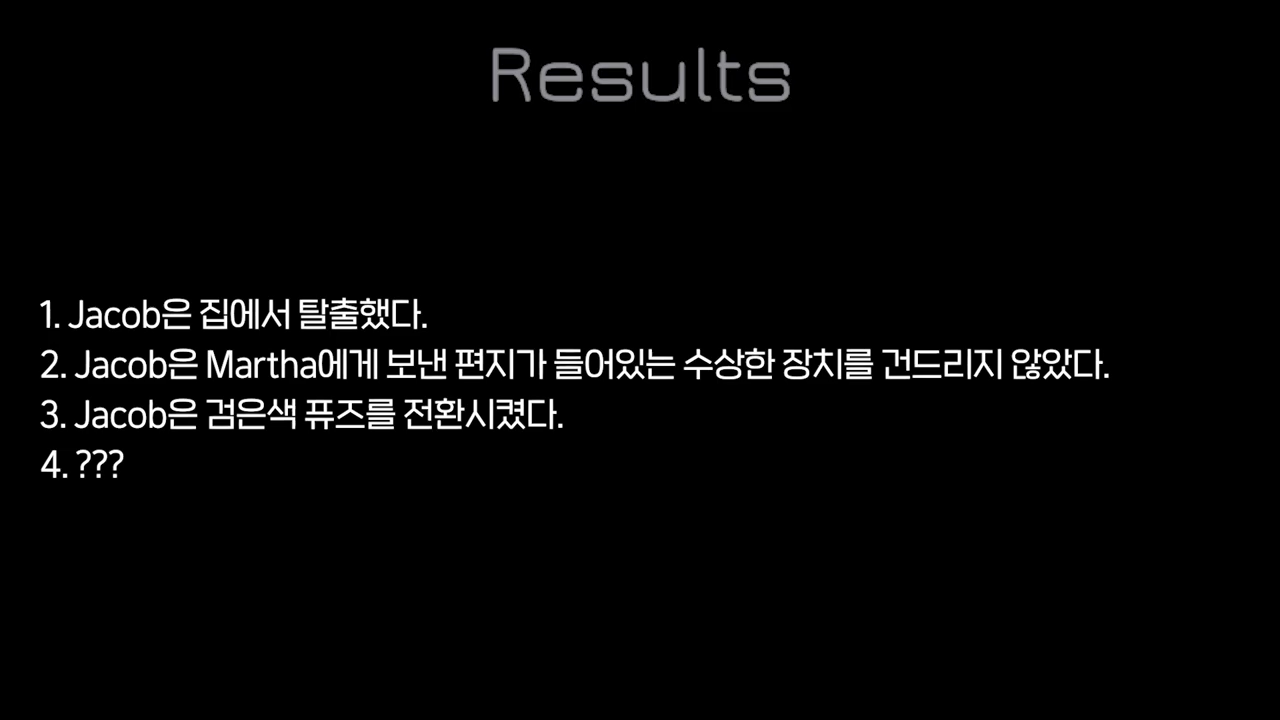 Results
1. Jacob은 집에서 탈출했다.
2. Jacob은 Martha에게 보낸 편지가 들어있는 수상한 장치를 건드리지 않았다.
3. Jacob은 검은색 퓨즈를 전환시켰다.
4. ???